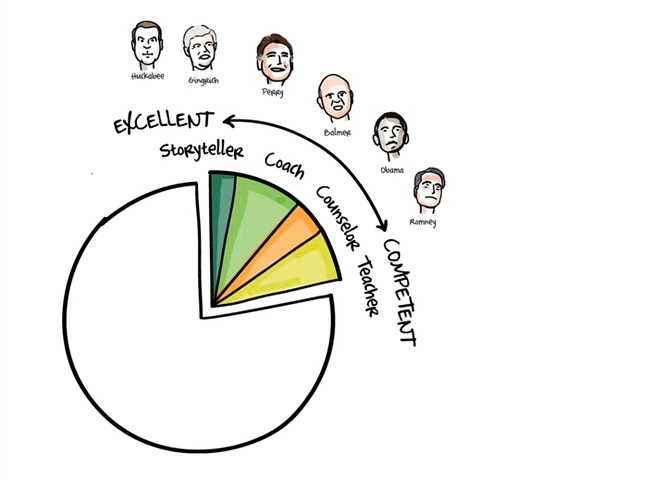 Huckabee
Gingrich
Perry
Balmer
Obama
Romney
EXCELLENT
COMPETENT
Storyteller
Coach
Counselor
Teacher